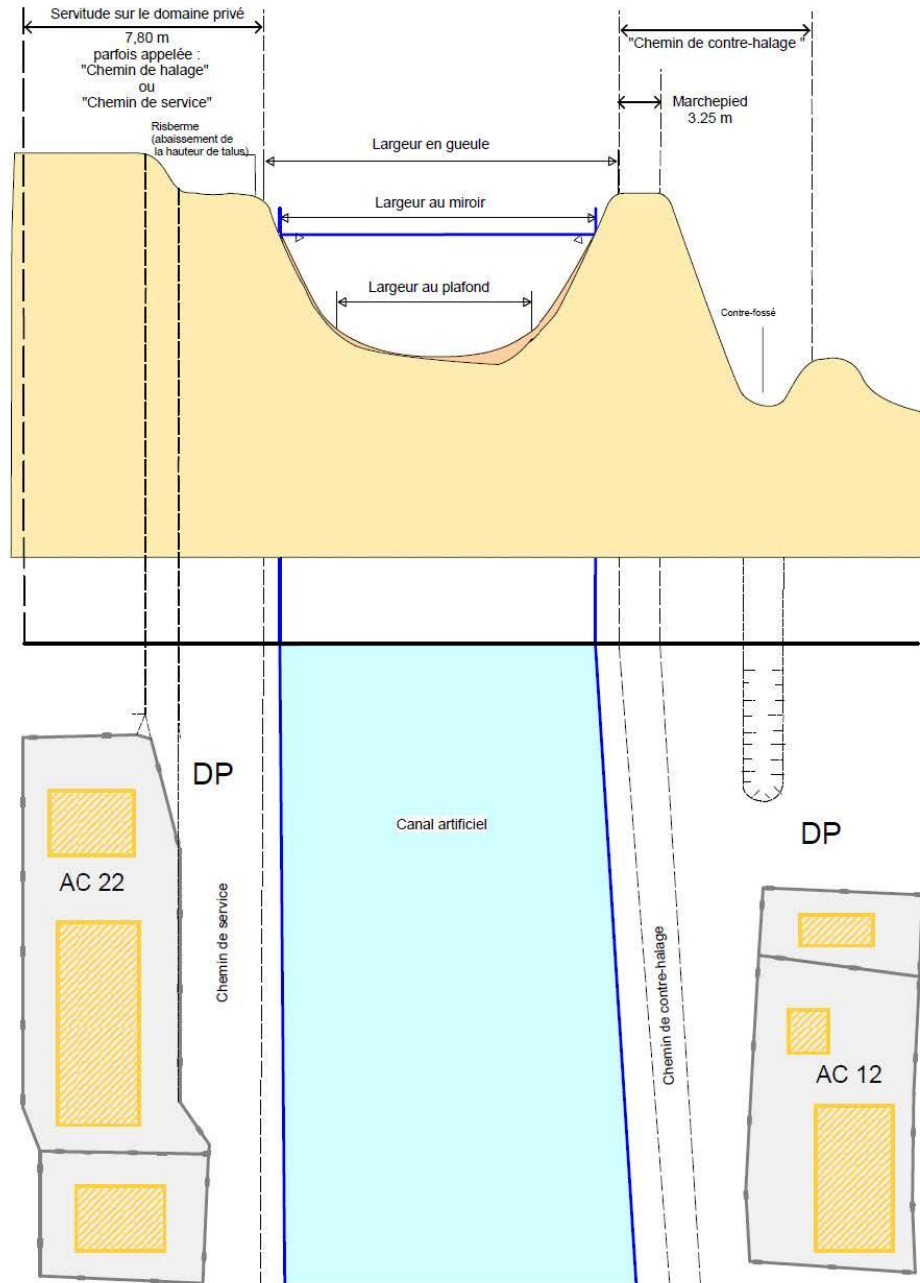 Servitude sur le domaine privé
7,80 m
parfois appelée :
"Chemin de halage"
ou
"Chemin de service"
"Chemin de contre-halage "
Marchepied
3.25 m
Risberme
(abaissement de
la hauteur de talus)
Largeur en gueule
Largeur au miroir
Largeur au plafond
Contre-fossé
DP
Canal artificiel
DP
AC 22
Chemin de service
Chemin de contre-halage
AC 12